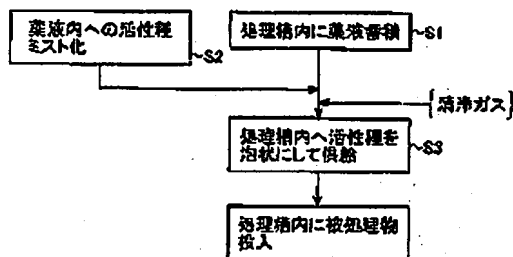 薬液内への活性種
ミスト化
~S2
処理槽内に薬液蓄積
~S1
{清浄ガス}
処理槽内へ活性種を
泡状にして供給
~S3
処理槽内に被処理物
投入